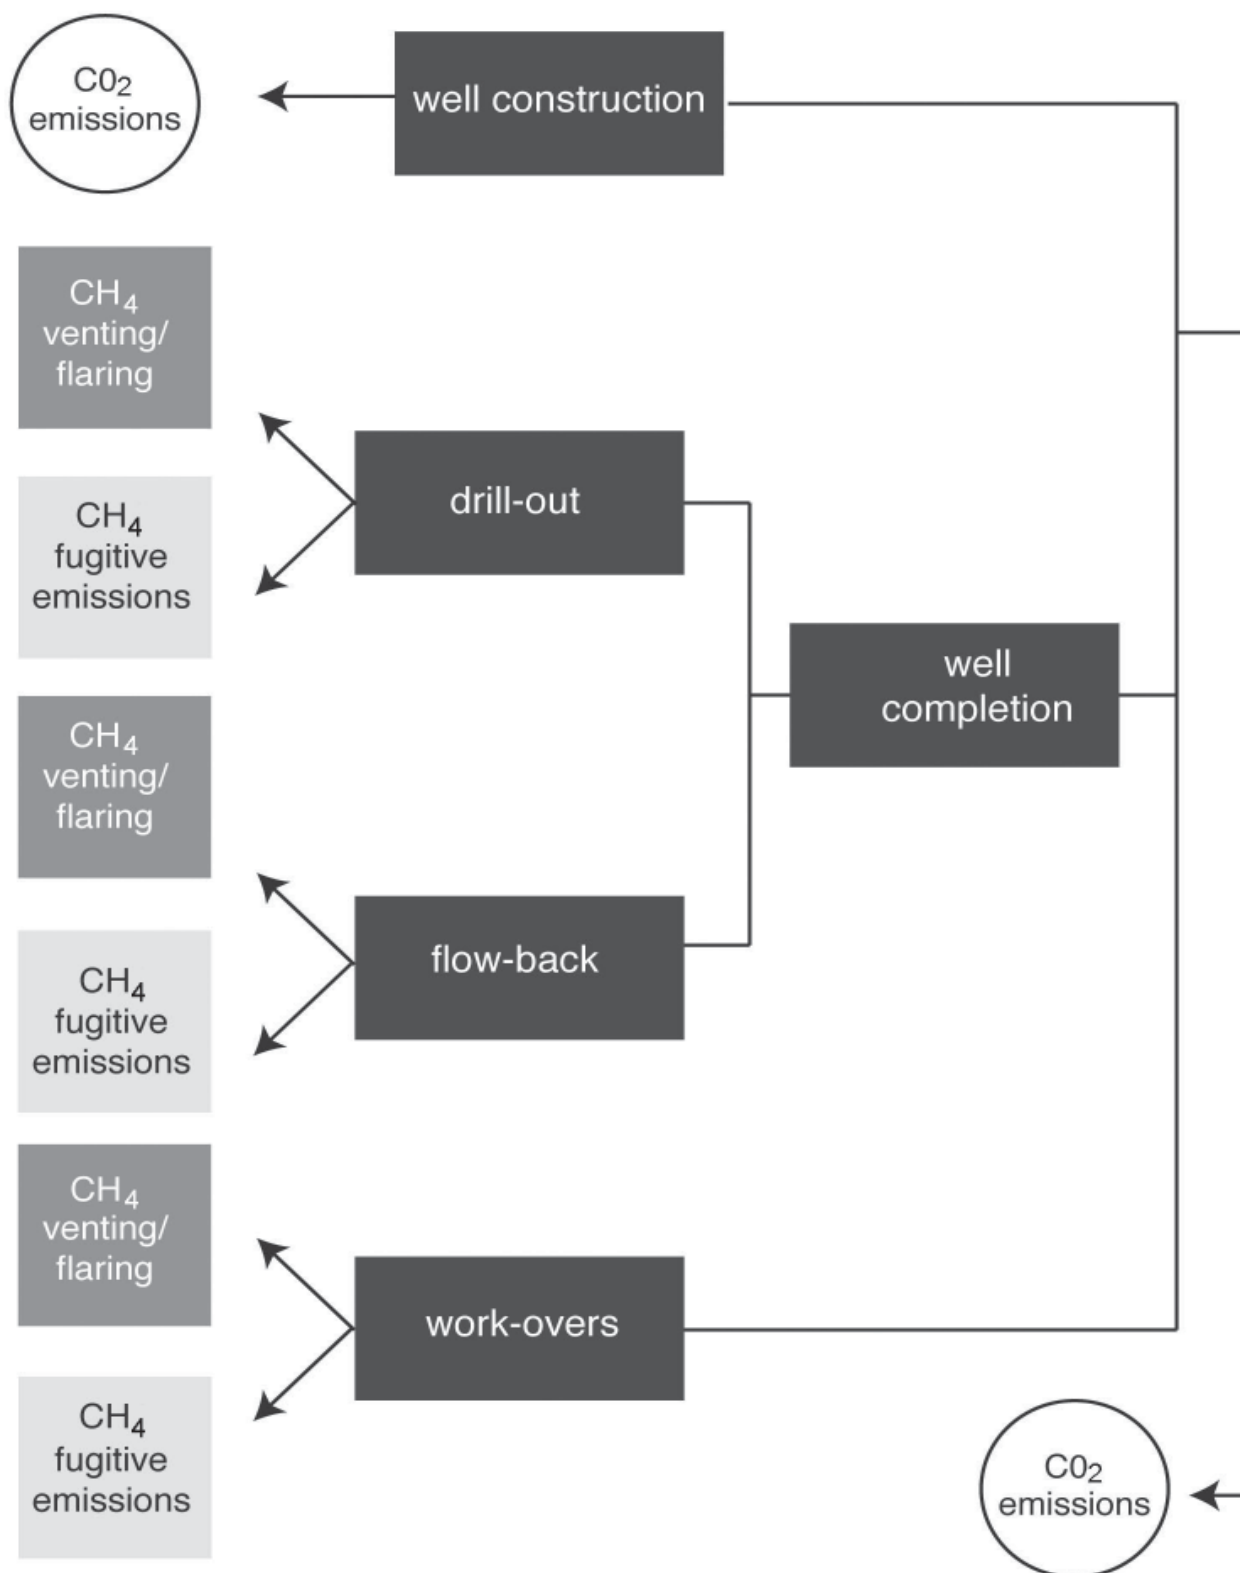 C0₂
emissions
well construction
CH₄
venting/
flaring
CH₄
fugitive
emissions
drill-out
well
completion
CH₄
venting/
flaring
CH₄
fugitive
emissions
flow-back
CH₄
venting/
flaring
CH₄
fugitive
emissions
work-overs
C0₂
emissions